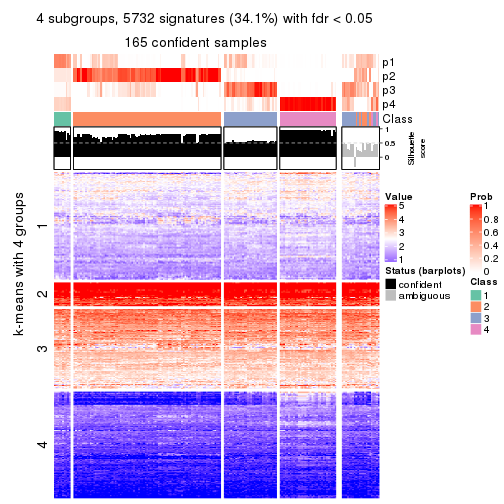 4 subgroups, 5732 signatures (34.1%) with fdr < 0.05
165 confident samples
p1
p2
p3
p4
Class
1
0.5
0
Silhouette
score
k-means with 4 groups
1
2
3
4
Value
5
4
3
2
1
Status (barplots)
confident
ambiguous
Prob
1
0.8
0.6
0.4
0.2
0
Class
1
2
3
4